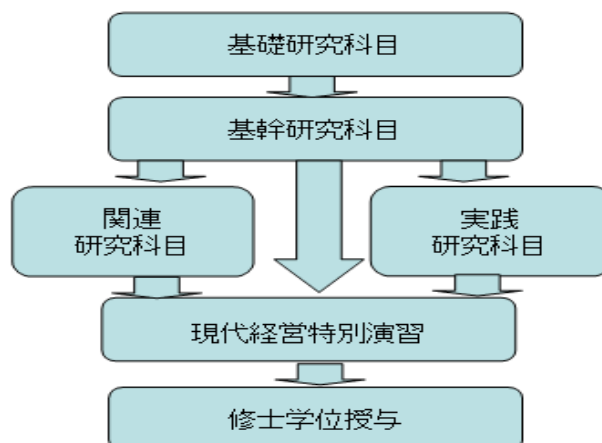 基礎研究科目
基幹研究科目
関連
研究科目
実践
研究科目
現代経営特別演習
修士学位授与